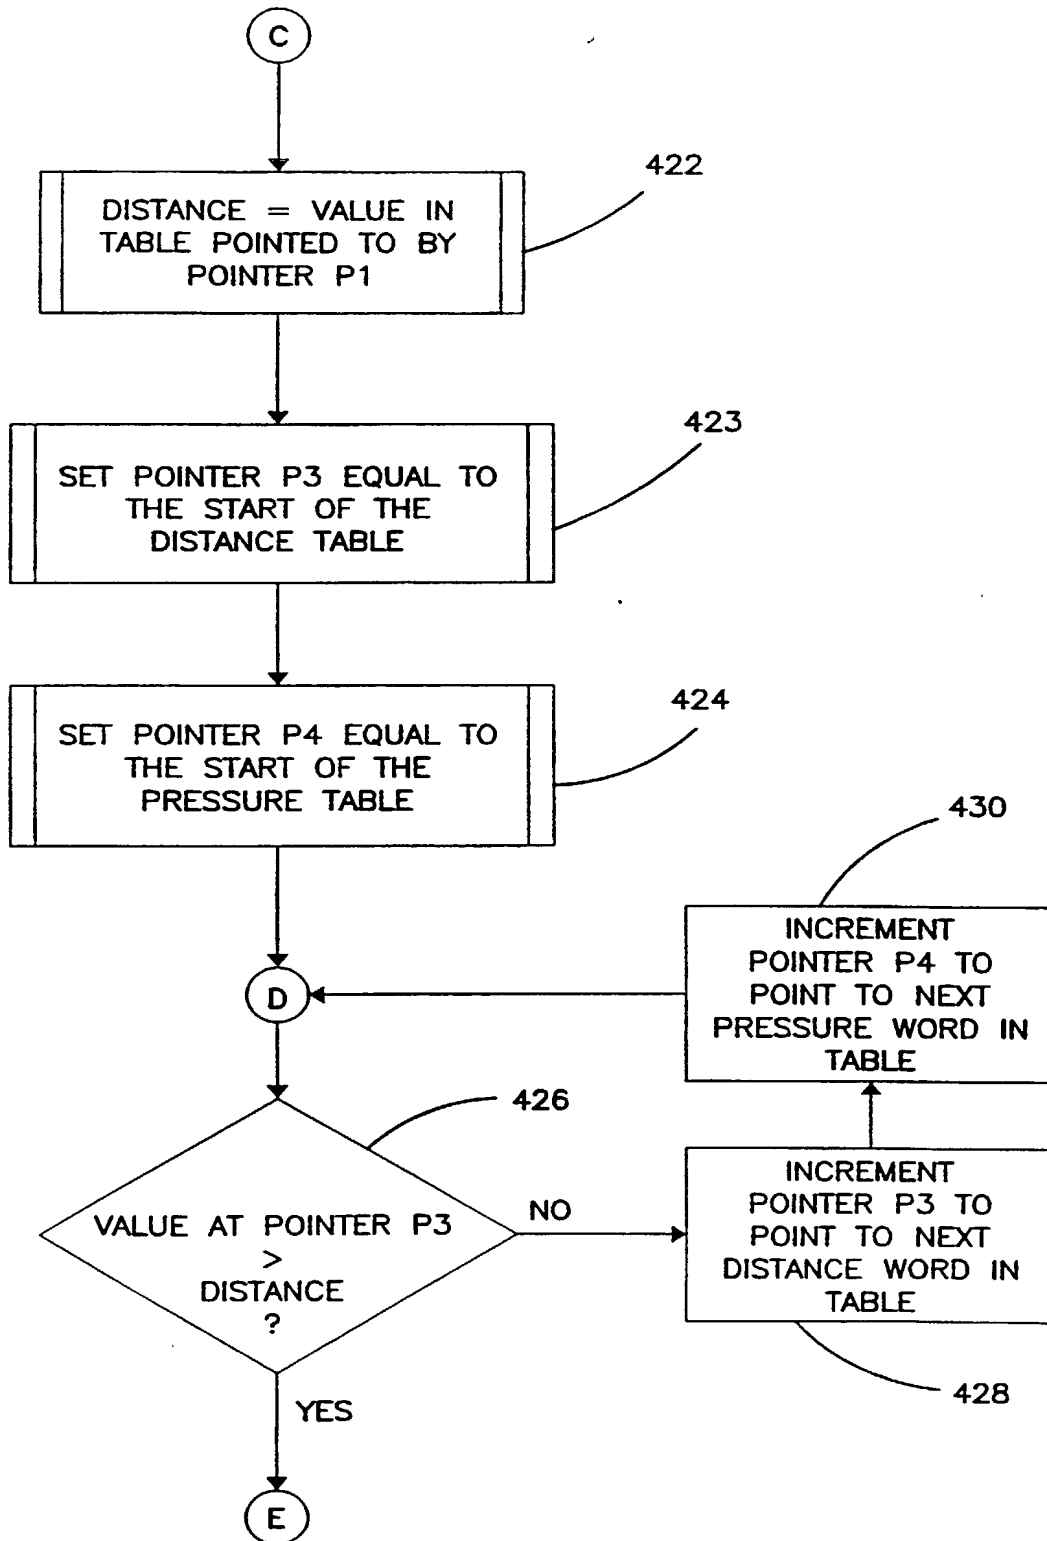 C
422
DISTANCE = VALUE IN
TABLE POINTED TO BY
POINTER P1
423
SET POINTER P3 EQUAL TO
THE START OF THE
DISTANCE TABLE
424
SET POINTER P4 EQUAL TO
THE START OF THE
PRESSURE TABLE
430
INCREMENT
POINTER P4 TO
POINT TO NEXT
PRESSURE WORD IN
TABLE
D
426
VALUE AT POINTER P3
>
DISTANCE
?
NO
INCREMENT
POINTER P3 TO
POINT TO NEXT
DISTANCE WORD IN
TABLE
428
YES
E